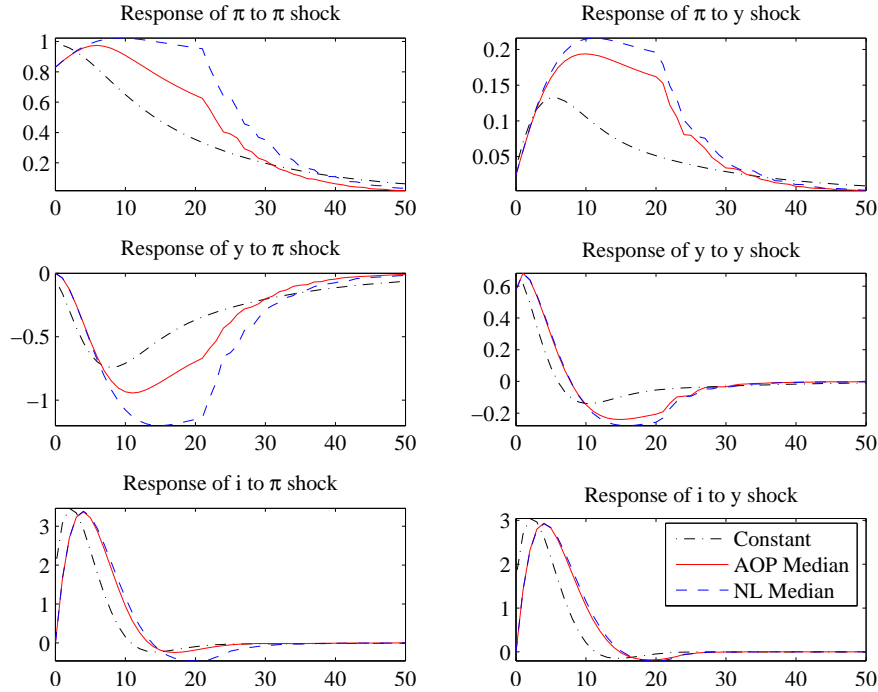 Response of π to π shock
1
0.8
0.6
0.4
0.2
0 10 20 30 40 50
Response of π to y shock
0.2
0.15
0.1
0.05
0 10 20 30 40 50
Response of y to π shock
0
−0.5
−1
0 10 20 30 40 50
Response of y to y shock
0.6
0.4
0.2
0
−0.2
0 10 20 30 40 50
Response of i to π shock
3
2
1
0
0 10 20 30 40 50
Response of i to y shock
3
2
1
0
0 10 20 30 40 50
Constant
AOP Median
NL Median